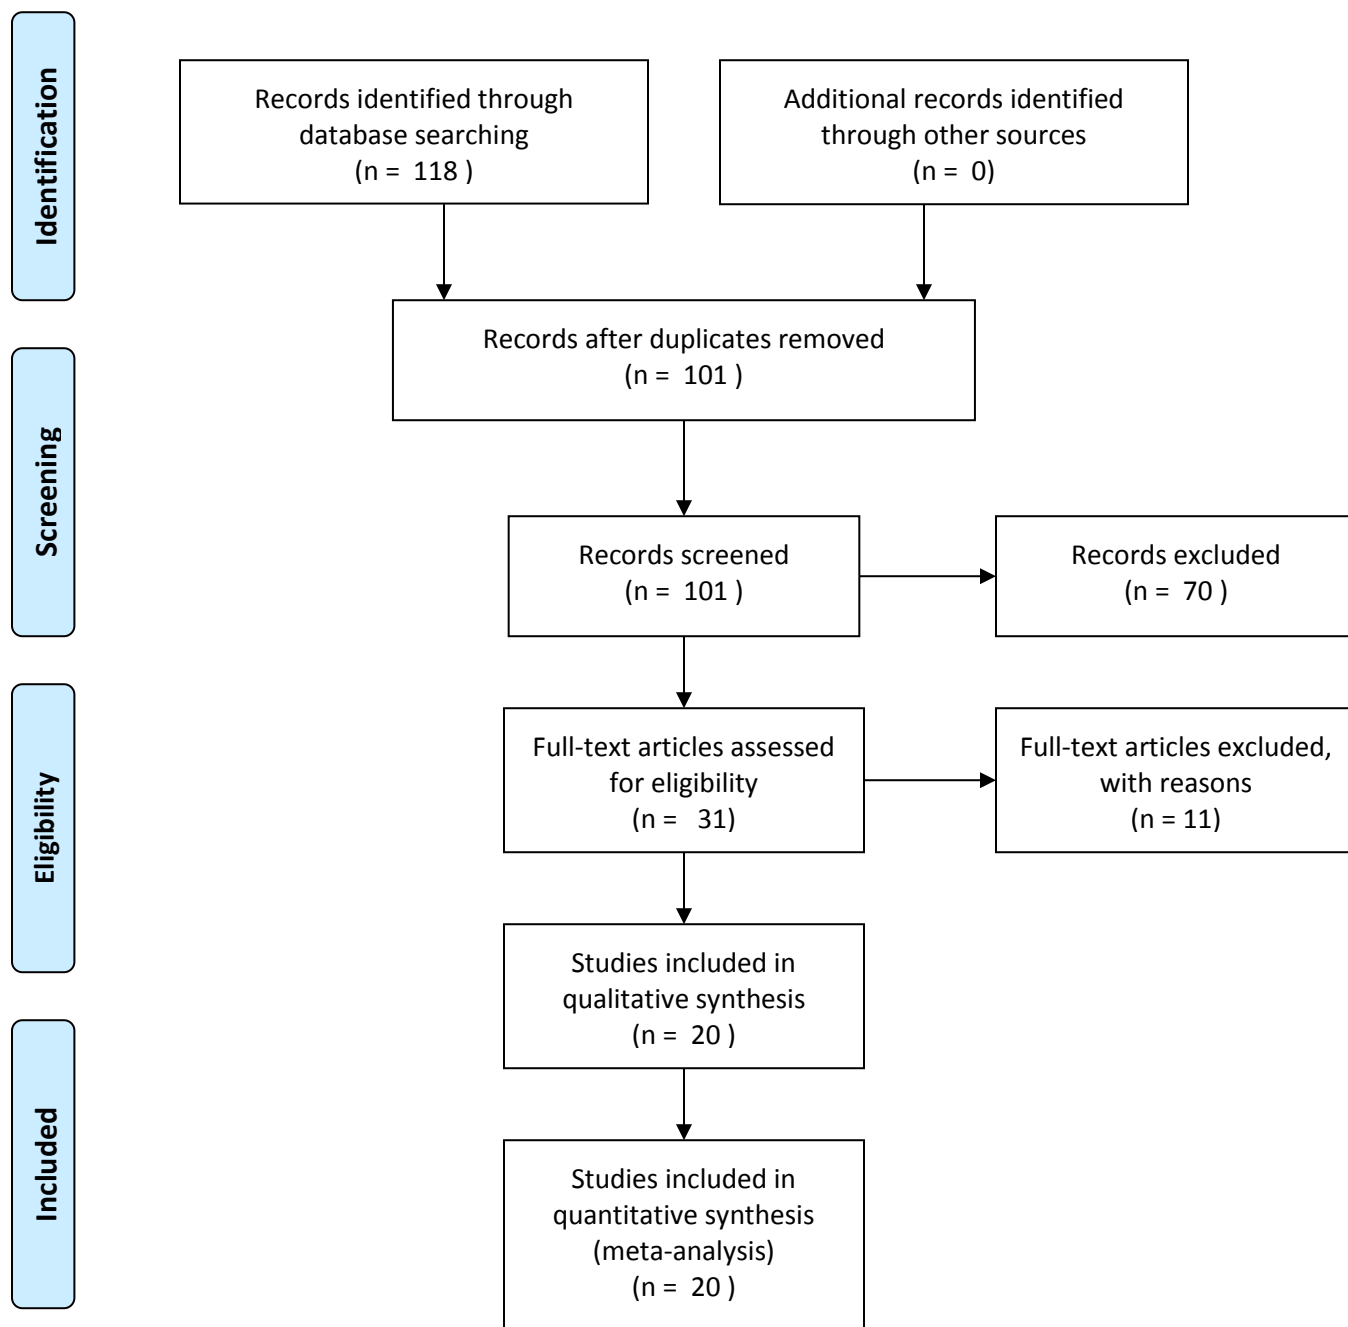 Identification
Records identified through
database searching
(n =  118 )
Additional records identified
through other sources
(n =  0)
Records after duplicates removed
(n =  101 )
Screening
Records screened
(n =  101 )
Records excluded
(n =  70 )
Eligibility
Full-text articles assessed
for eligibility
(n =   31)
Full-text articles excluded,
with reasons
(n = 11)
Studies included in
qualitative synthesis
(n =  20 )
Included
Studies included in
quantitative synthesis
(meta-analysis)
(n =  20 )